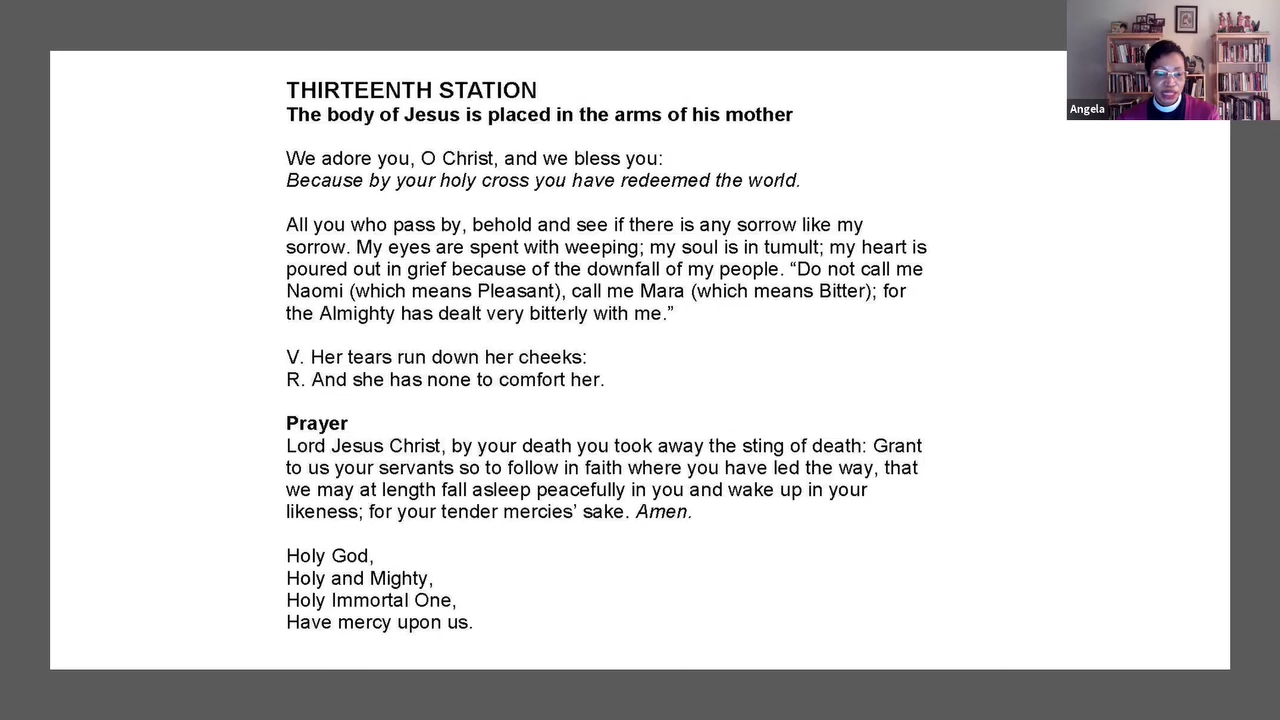 THIRTEENTH STATION
The body of Jesus is placed in the arms of his mother
We adore you, O Christ, and we bless you:
Because by your holy cross you have redeemed the world.
All you who pass by, behold and see if there is any sorrow like my
sorrow. My eyes are spent with weeping; my soul is in tumult; my heart is
poured out in grief because of the downfall of my people. “Do not call me
Naomi (which means Pleasant), call me Mara (which means Bitter); for
the Almighty has dealt very bitterly with me.”
V. Her tears run down her cheeks:
R. And she has none to comfort her.
Prayer
Lord Jesus Christ, by your death you took away the sting of death: Grant
to us your servants so to follow in faith where you have led the way, that
we may at length fall asleep peacefully in you and wake up in your
likeness; for your tender mercies’ sake. Amen.
Holy God,
Holy and Mighty,
Holy Immortal One,
Have mercy upon us.
Angela